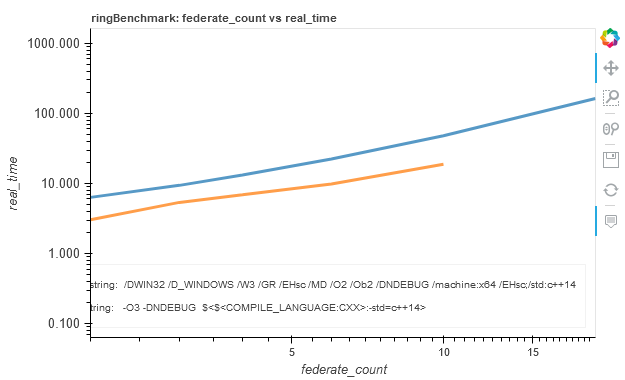 ringBenchmark: federate_count vs real_time
1000.000
100.000
10.000
1.000
0.100
real_time
string: /DWIN32 /D_WINDOWS /W3 /GR /EHsc /MD /O2 /Ob2 /DNDEBUG /machine:x64 /EHsc;/std:c++14
tring: -O3 -DNDEBUG $<$<COMPILE_LANGUAGE:CXX>:-std=c++14>
5 10 15
federate_count